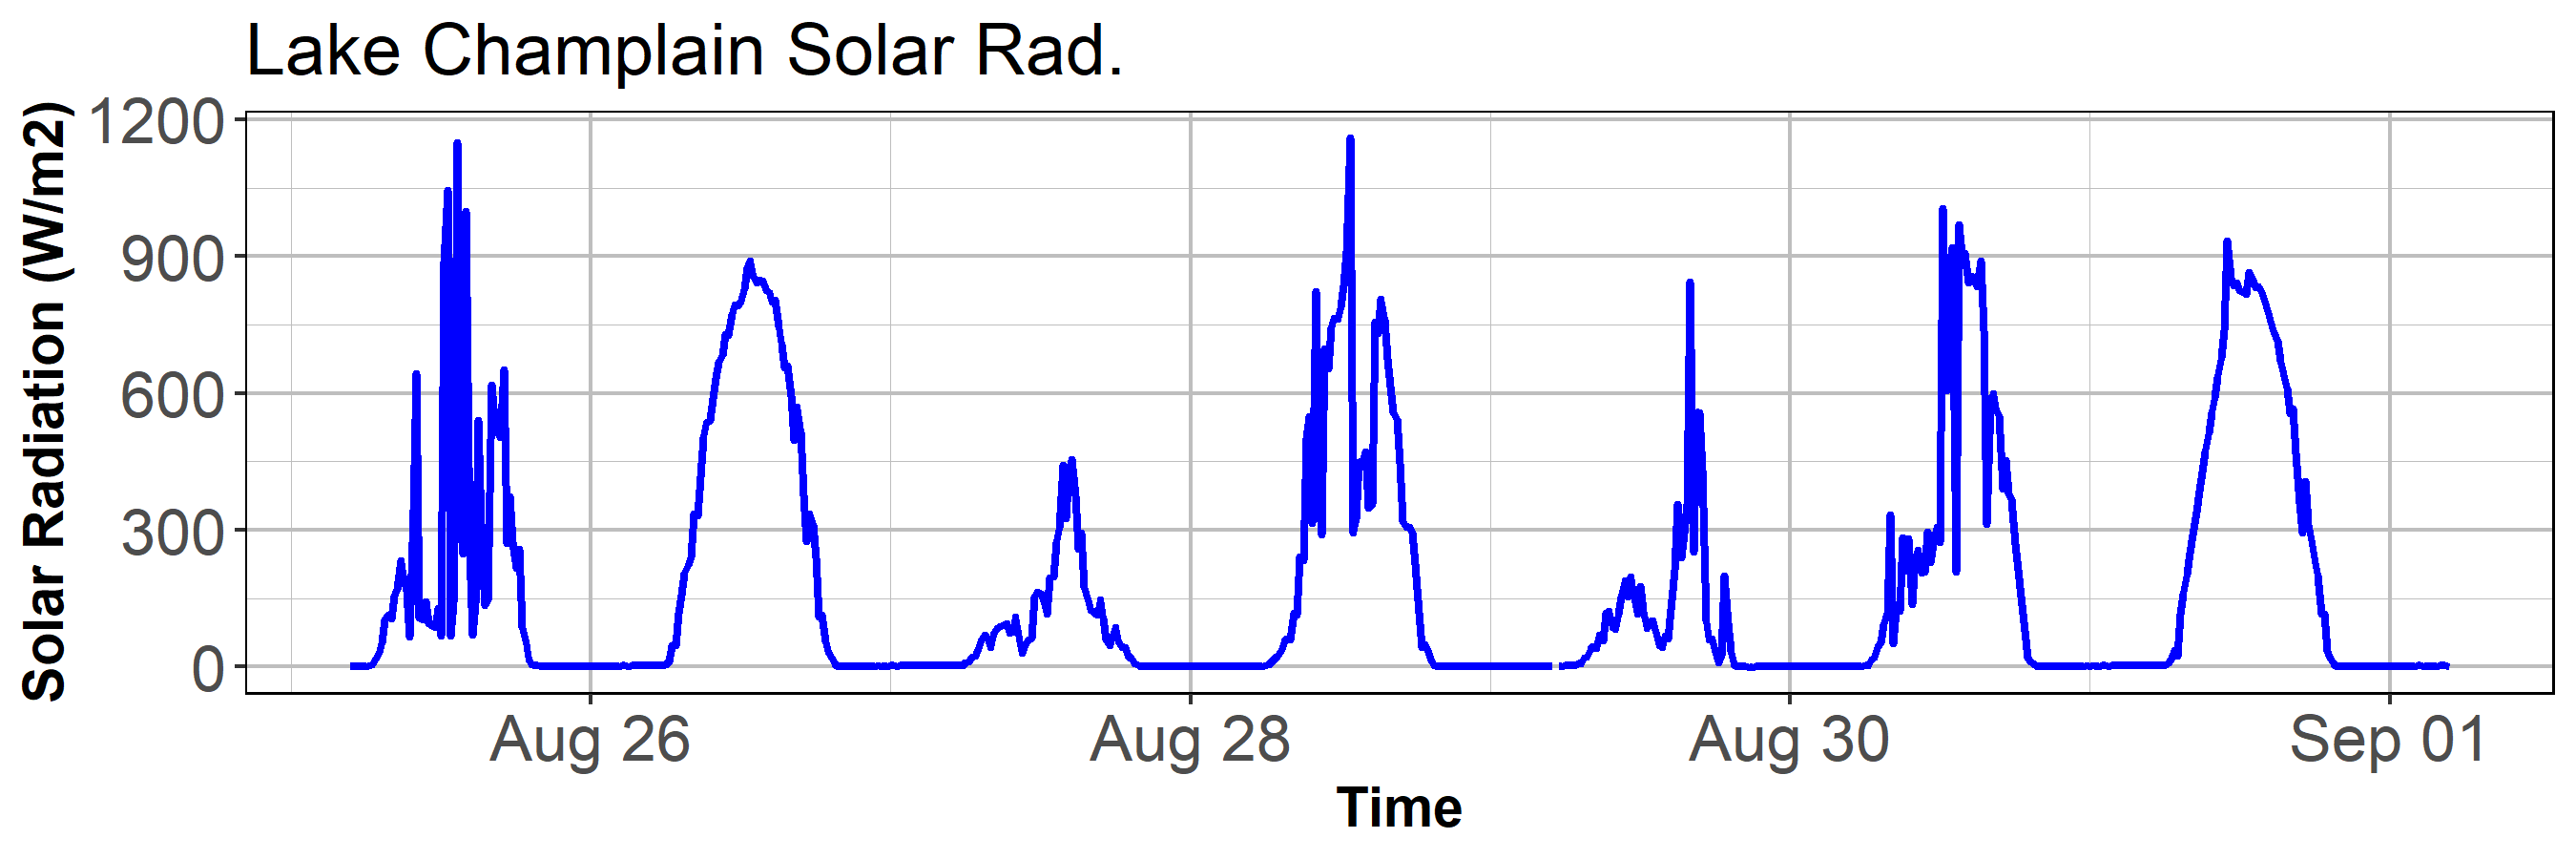 Lake Champlain Solar Rad.
Solar Radiation (W/m2)
1200
900
600
300
0
Aug 26 Aug 28 Aug 30 Sep 01
Time